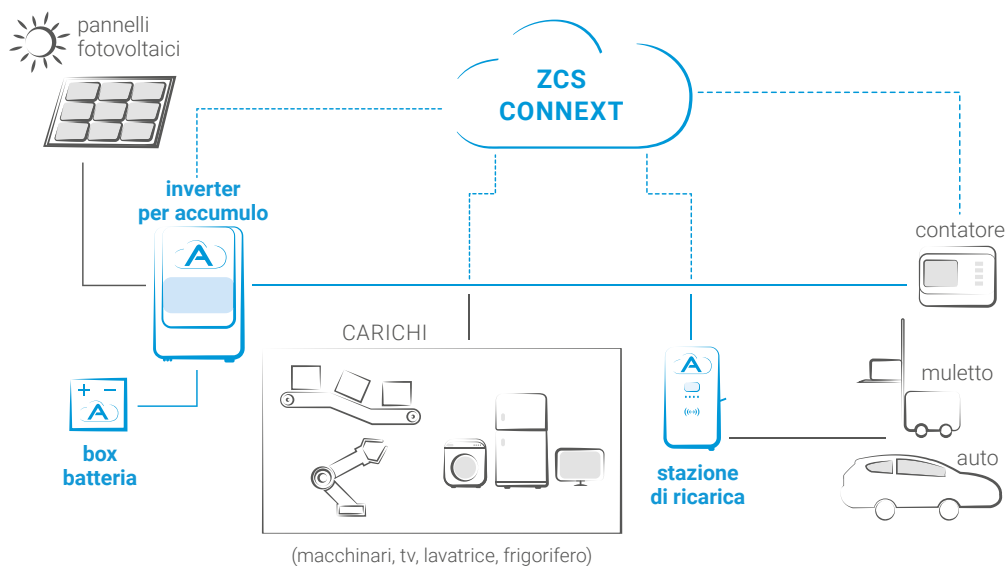 pannelli
fotovoltaici
ZCS
CONNEXT
inverter
per accumulo
contatore
CARICHI
muletto
box
batteria
auto
stazione
di ricarica
(macchinari, tv, lavatrice, frigorifero)